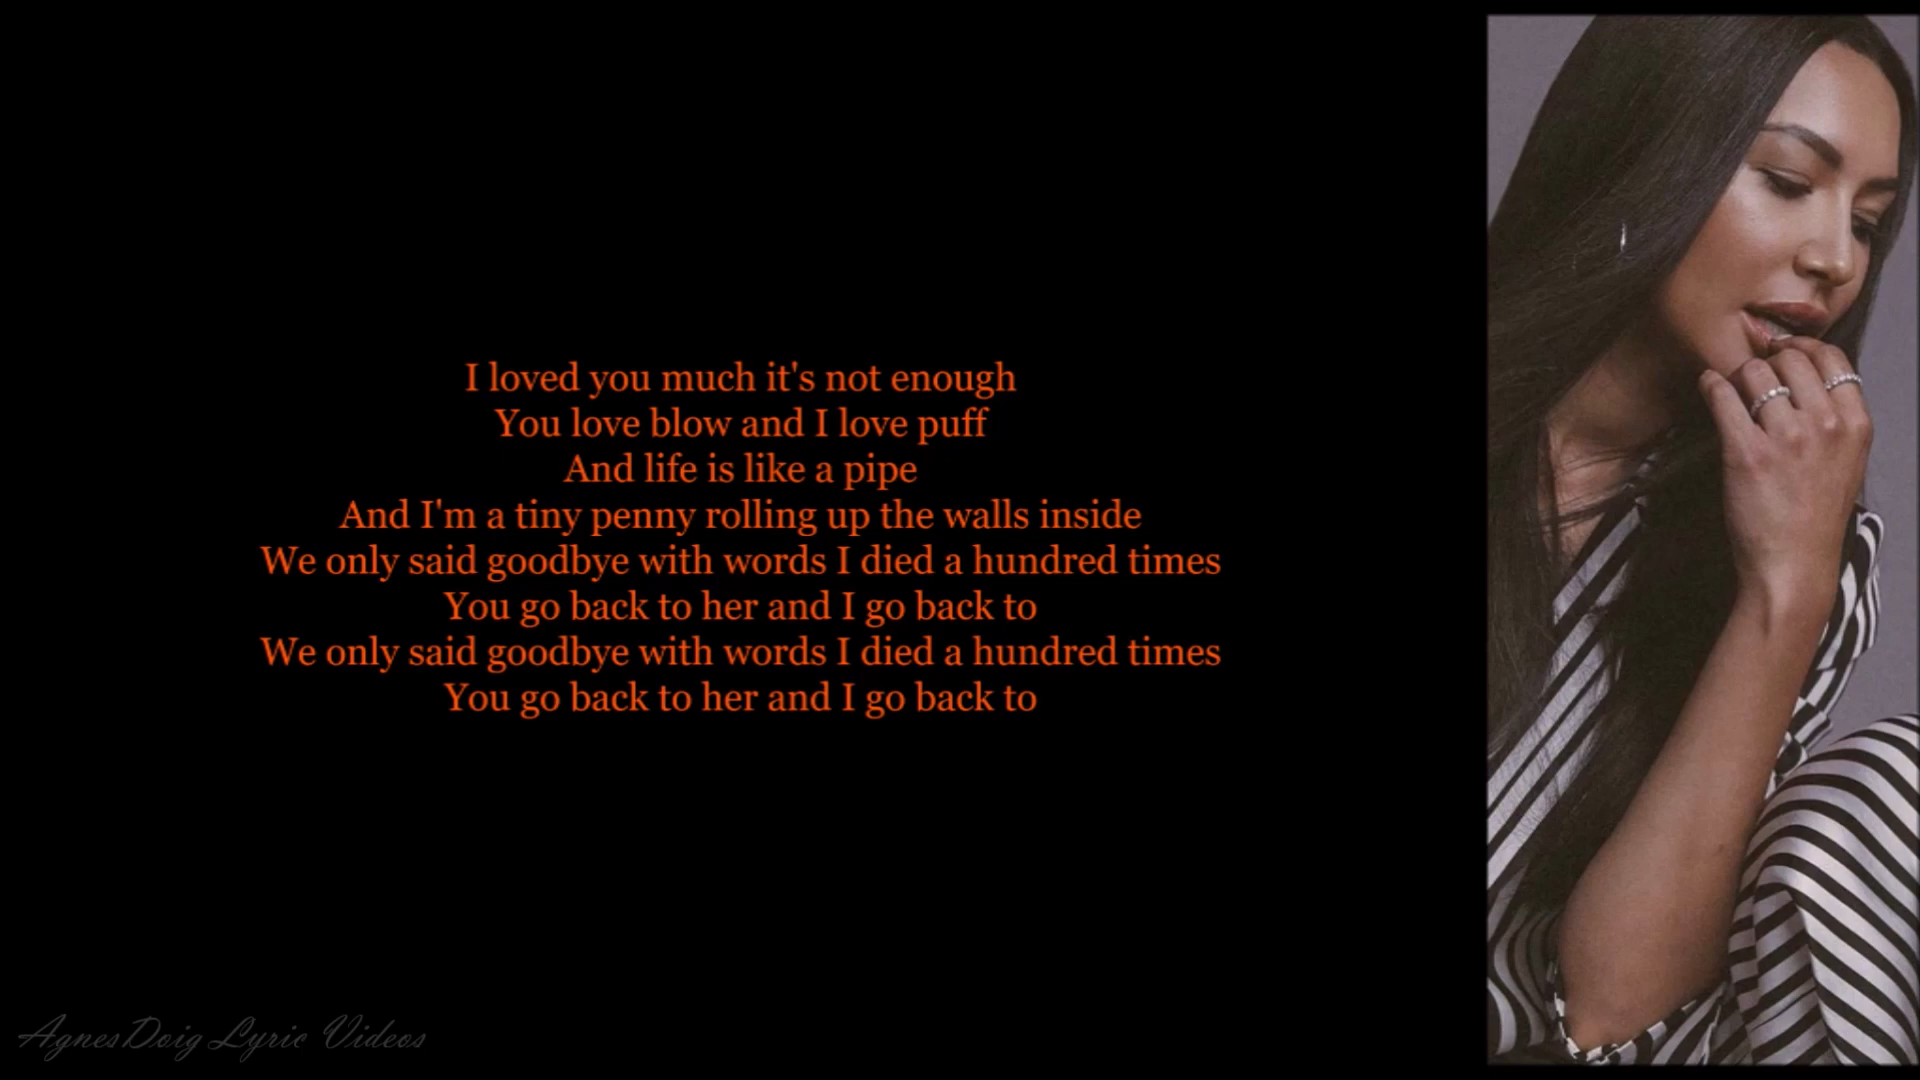 I loved you much it's not enough
You love blow and I love puff
And life is like a pipe
And I'm a tiny penny rolling up the walls inside
We only said goodbye with words I died a hundred times
You go back to her and I go back to
We only said goodbye with words I died a hundred times
You go back to her and I go back to
AgnesDoig Lyric Videos